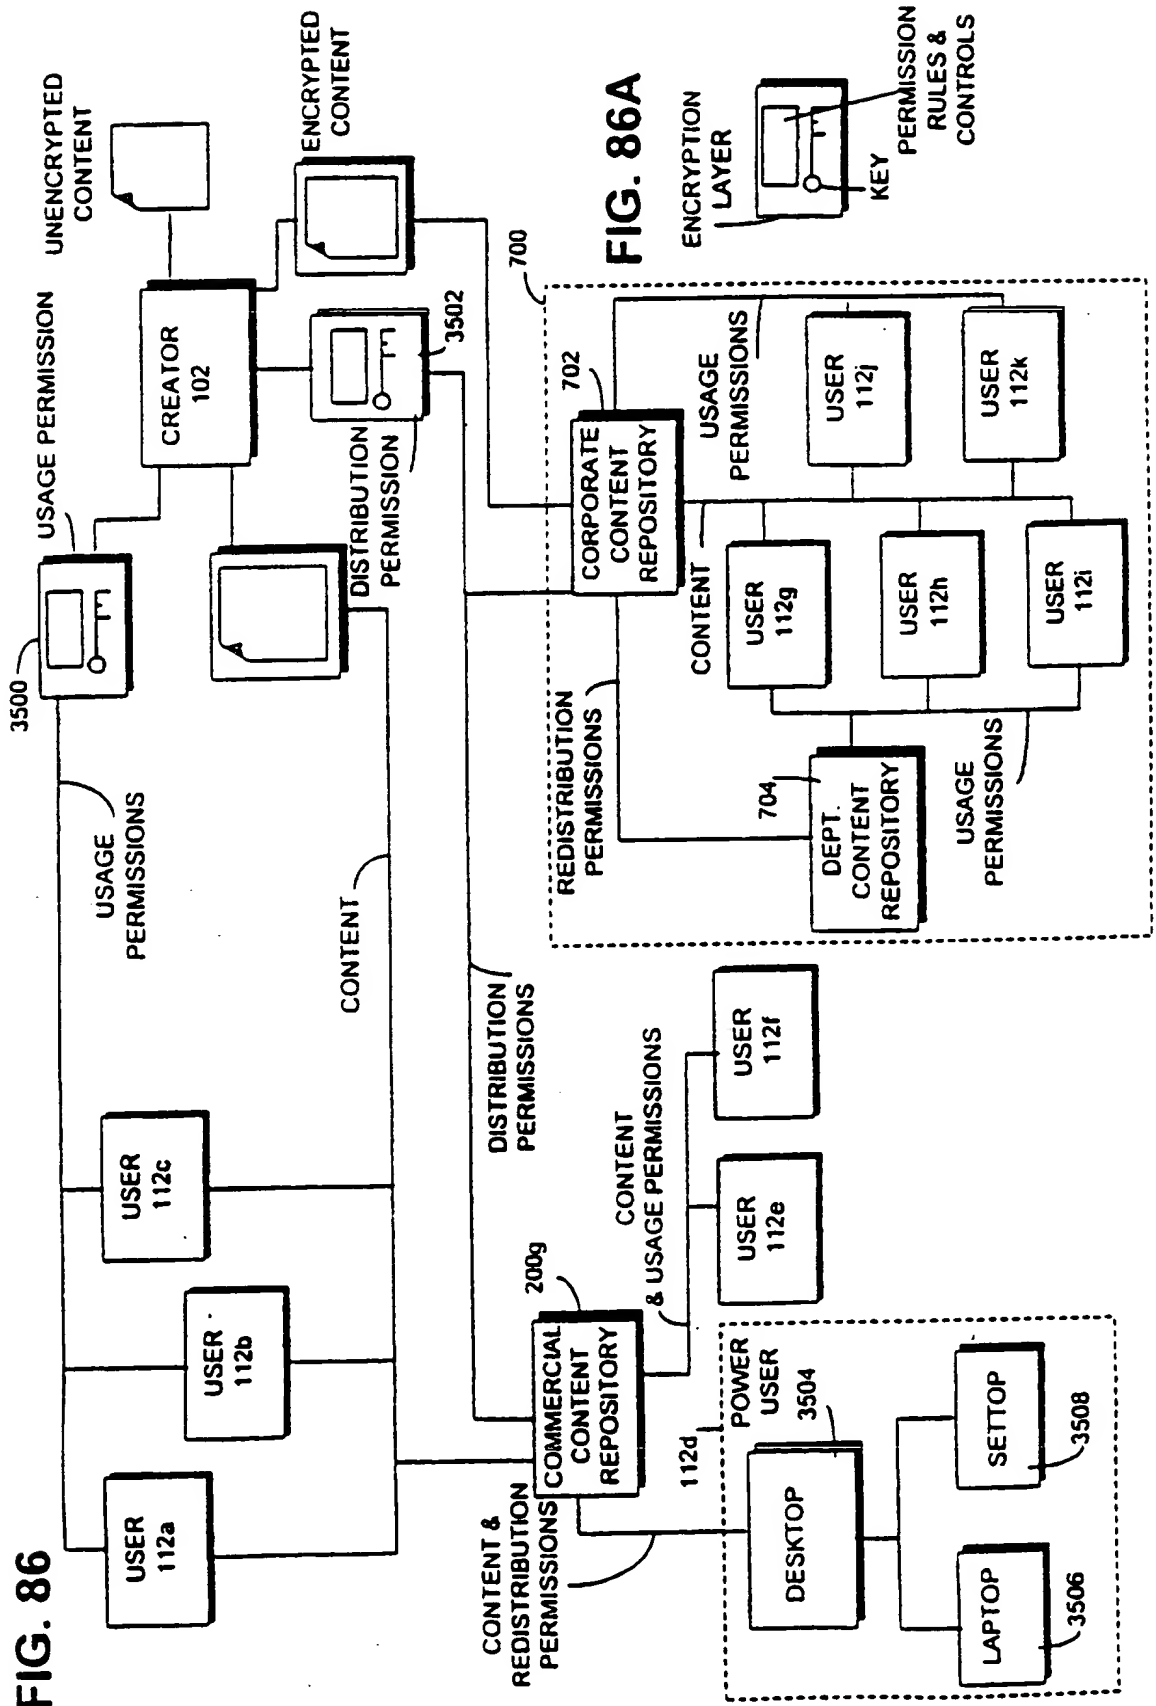 FIG. 86
3500
USAGE PERMISSION
UNENCRYPTED
CONTENT
CREATOR
102
ENCRYPTED
CONTENT
USAGE
PERMISSIONS
CONTENT
DISTRIBUTION
PERMISSION
3502
USER
112a
USER
112b
USER
112c
DISTRIBUTION
PERMISSIONS
COMMERCIAL
CONTENT
REPOSITORY
200g
CONTENT &
REDISTRIBUTION
PERMISSIONS
CONTENT
& USAGE PERMISSIONS
USER
112e
USER
112f
112d
POWER
USER
3504
DESKTOP
LAPTOP
3506
SETTOP
3508
700
CORPORATE
CONTENT
REPOSITORY
702
REDISTRIBUTION
PERMISSIONS
CONTENT
USAGE
PERMISSIONS
704
DEPT.
CONTENT
REPOSITORY
USAGE
PERMISSIONS
USER
112g
USER
112h
USER
112i
USER
112j
USER
112k
FIG. 86A
ENCRYPTION
LAYER
KEY
PERMISSION
RULES &
CONTROLS